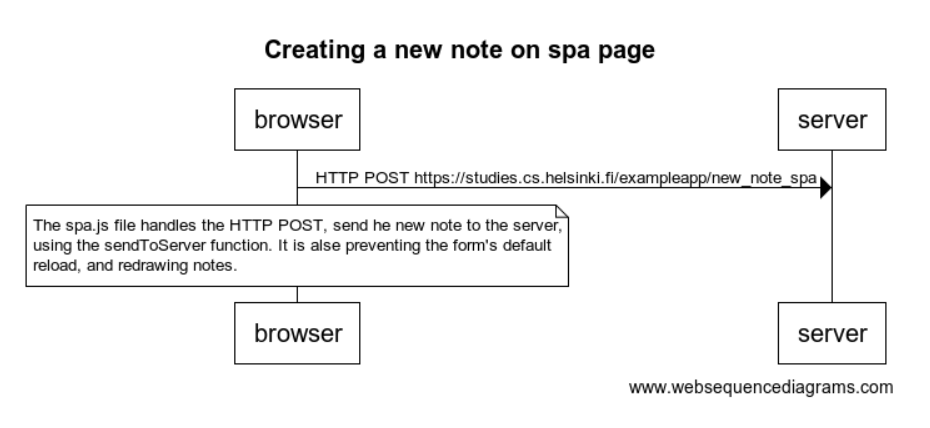 Creating a new note on spa page
browser
server
HTTP POST https://studies.cs.helsinki.fi/exampleapp/new_note_spa
The spa.js file handles the HTTP POST, send he new note to the server,
using the sendToServer function. It is alse preventing the form's default
reload, and redrawing notes.
browser
server
www.websequencediagrams.com